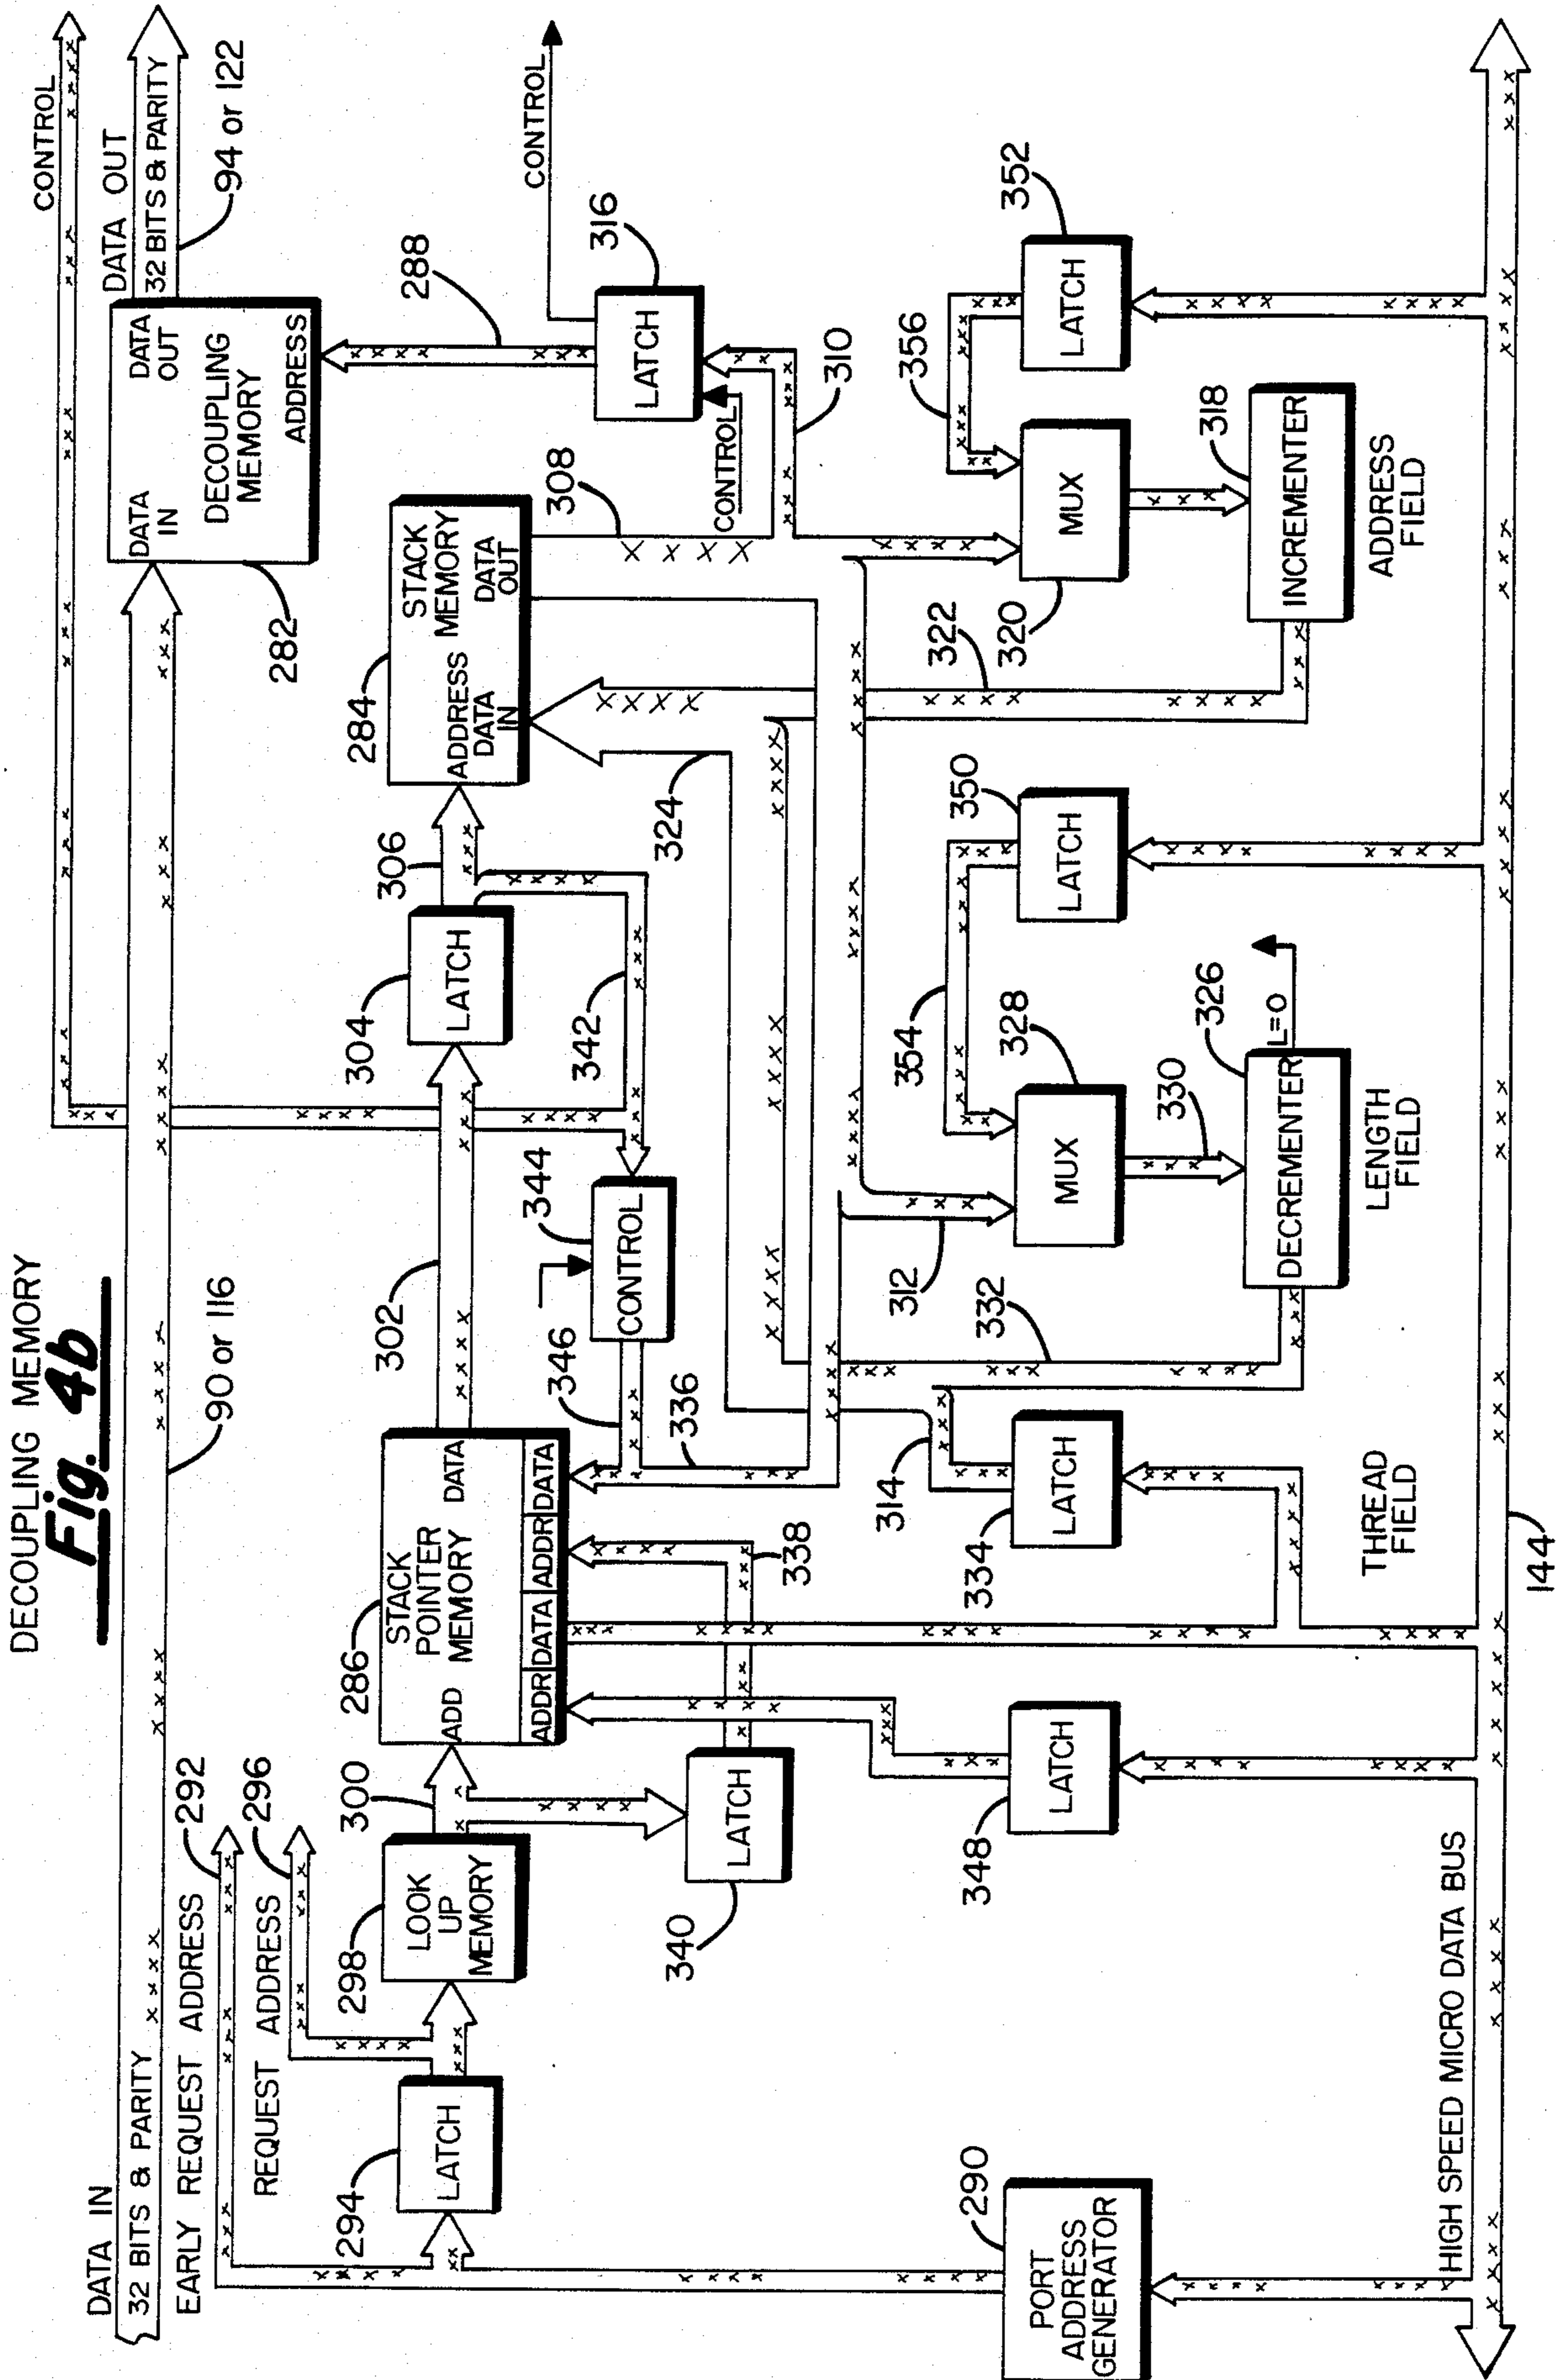 DECOUPLING MEMORY
Fig. 4b
CONTROL
DATA IN
32 BITS & PARITY
90 or 116
DATA OUT
32 BITS & PARITY
94 or 122
DATA
IN
DATA
OUT
DECOUPLING
MEMORY
ADDRESS
282
EARLY REQUEST ADDRESS
292
REQUEST ADDRESS
296
294
LATCH
298
LOOK
UP
MEMORY
300
286
STACK
POINTER
MEMORY
ADD
DATA
ADDR
DATA
ADDR
DATA
302
304
LATCH
306
284
STACK
MEMORY
ADDRESS
DATA
IN
DATA
OUT
288
CONTROL
316
LATCH
CONTROL
308
310
340
LATCH
338
336
346
344
CONTROL
342
324
290
PORT
ADDRESS
GENERATOR
348
LATCH
314
334
LATCH
332
312
354
328
MUX
330
326
DECREMENTER
L=0
350
LATCH
322
320
MUX
356
318
INCREMENTER
352
LATCH
THREAD
FIELD
LENGTH
FIELD
ADDRESS
FIELD
HIGH SPEED MICRO DATA BUS
144